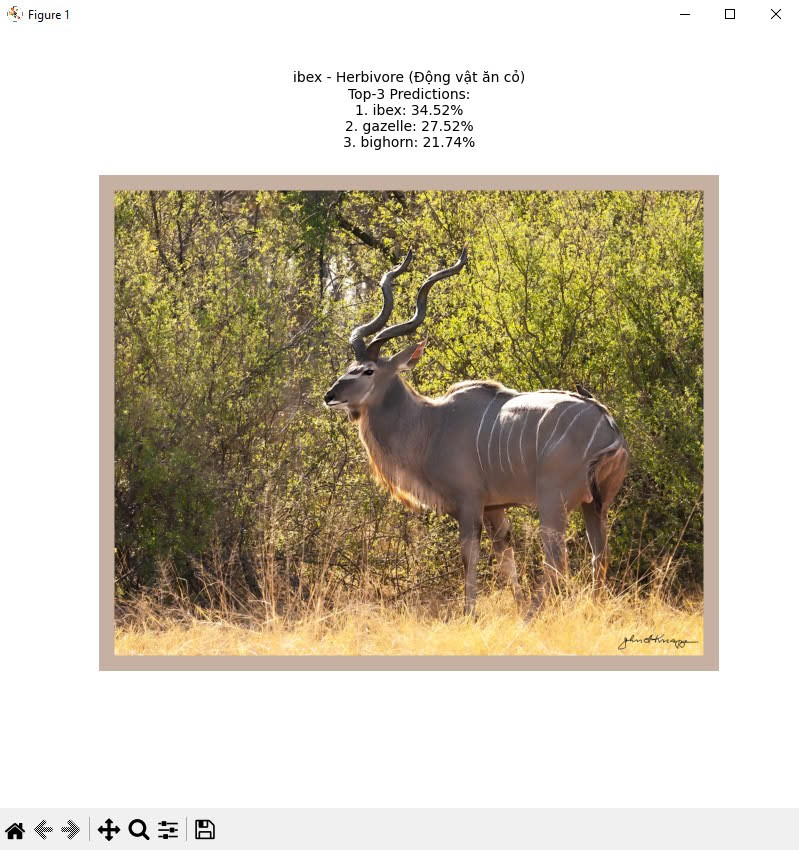 Figure 1
ibex - Herbivore (Động vật ăn cỏ)
Top-3 Predictions:
1. ibex: 34.52%
2. gazelle: 27.52%
3. bighorn: 21.74%